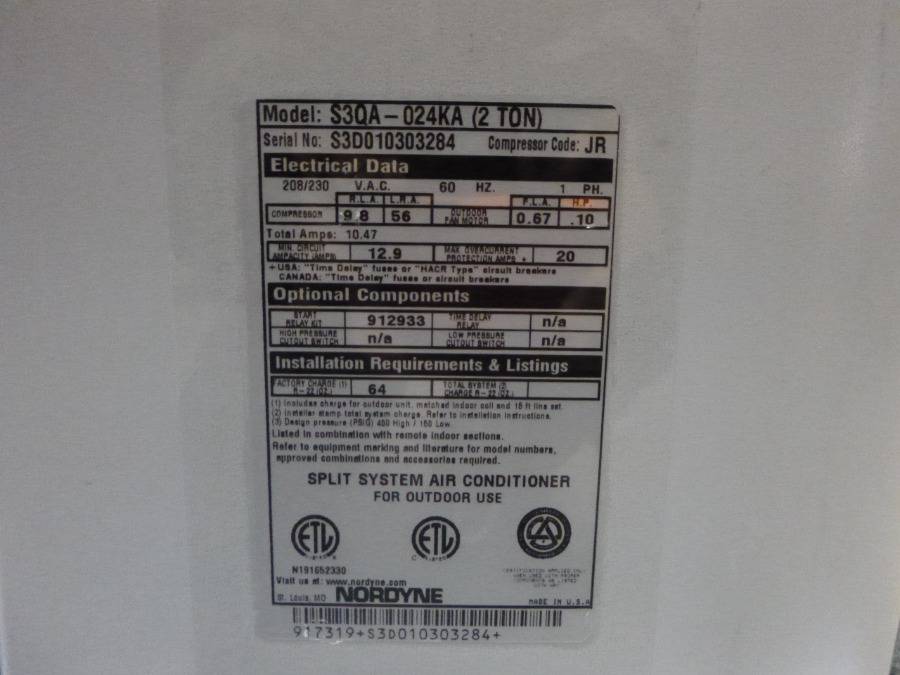 Model: S3QA-024KA (2 TON)
Serial No: S3D010303284 Compressor Code: JR
Electrical Data
208/230 V.A.C. 60 HZ. 1 PH.
R.L.A. L.R.A. F.L.A. H.P.
COMPRESSOR 9.8 56 OUTDOOR FAN MOTOR 0.67 .10
Total Amps: 10.47
MIN. CIRCUIT AMPACITY (AMPS) 12.9 MAX OVERCURRENT PROTECTION AMPS + 20
+ USA: "Time Delay" fuses or "HACR Type" circuit breakers
CANADA: "Time Delay" fuses or circuit breakers
Optional Components
START RELAY KIT 912933 TIME DELAY RELAY n/a
HIGH PRESSURE CUTOUT SWITCH n/a LOW PRESSURE CUTOUT SWITCH n/a
Installation Requirements & Listings
FACTORY CHARGE (1) R-22 (OZ.) 64 TOTAL SYSTEM (2) CHARGE R-22 (OZ.)
(1) Includes charge for outdoor unit, matched indoor coil and 15 ft line set.
(2) Installer stamp total system charge. Refer to installation instructions.
(3) Design pressure (PSIG) 400 High / 150 Low
Listed in combination with remote indoor sections.
Refer to equipment marking and literature for model numbers,
approved combinations and accessories required.
SPLIT SYSTEM AIR CONDITIONER
FOR OUTDOOR USE
ETL ETL
N191652330
Visit us at: www.nordyne.com
St. Louis, MO NORDYNE MADE IN U.S.A
917319+S3D010303284+